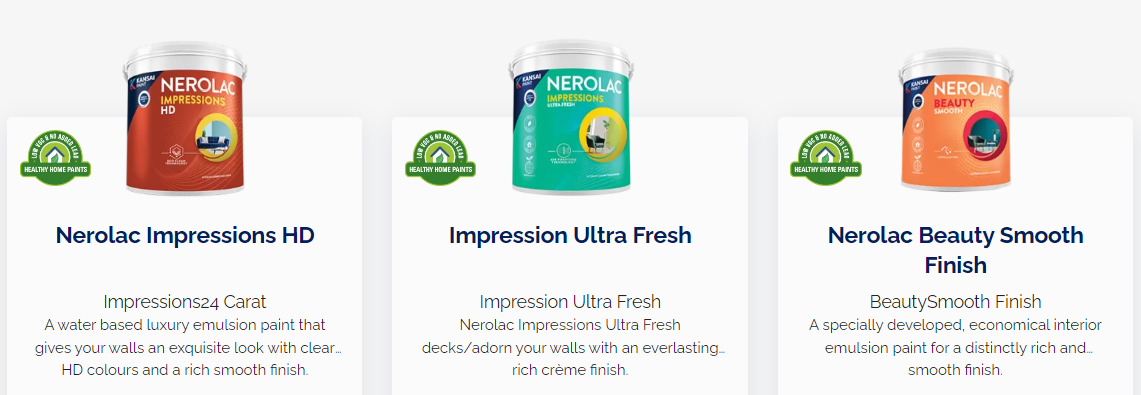 KANSAI
PAINT
NEROLAC
IMPRESSIONS
HD
LOW VOC & NO ADDED LEAD
HEALTHY HOME PAINTS
Nerolac Impressions HD
Impressions24 Carat
A water based luxury emulsion paint that
gives your walls an exquisite look with clear...
HD colours and a rich smooth finish.
KANSAI
PAINT
NEROLAC
IMPRESSIONS
ULTRA FRESH
LOW VOC & NO ADDED LEAD
HEALTHY HOME PAINTS
Impression Ultra Fresh
Impression Ultra Fresh
Nerolac Impressions Ultra Fresh
decks/adorn your walls with an everlasting...
rich crème finish.
KANSAI
PAINT
NEROLAC
BEAUTY
SMOOTH
LOW VOC & NO ADDED LEAD
HEALTHY HOME PAINTS
Nerolac Beauty Smooth
Finish
BeautySmooth Finish
A specially developed, economical interior
emulsion paint for a distinctly rich and...
smooth finish.